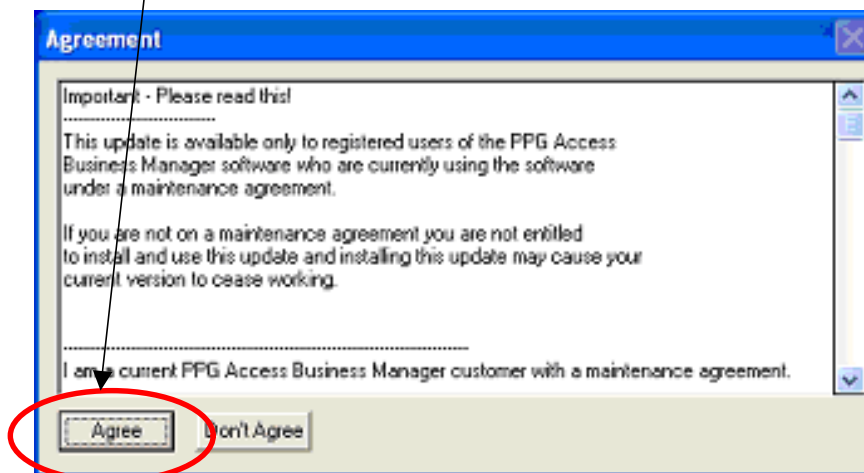 Agreement
Important - Please read this!
------------------------------
This update is available only to registered users of the PPG Access
Business Manager software who are currently using the software
under a maintenance agreement.
If you are not on a maintenance agreement you are not entitled
to install and use this update and installing this update may cause your
current version to cease working.
--------------------------------------------------------------------------------
I am a current PPG Access Business Manager customer with a maintenance agreement.
Agree Don't Agree